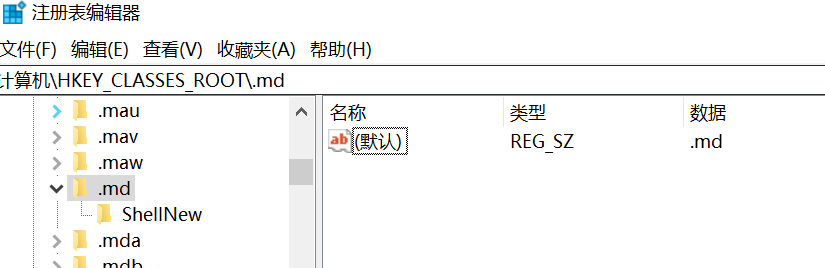 注册表编辑器
文件(F) 编辑(E) 查看(V) 收藏夹(A) 帮助(H)
计算机\HKEY_CLASSES_ROOT\.md
.mau
.mav
.maw
.md
ShellNew
.mda
.mdb
名称 类型 数据
ab (默认) REG_SZ .md